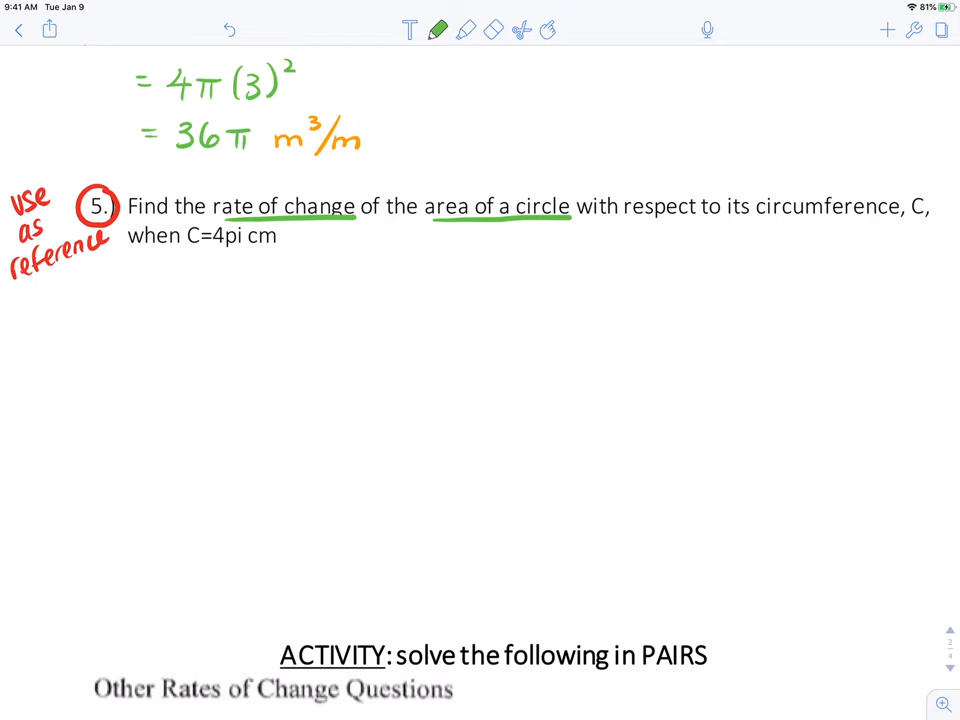 9:41 AM Tue Jan 9
81%
T
= 4π(3)²
= 36π m³/m
use
as
reference
5.) Find the rate of change of the area of a circle with respect to its circumference, C,
when C=4pi cm
2
4
ACTIVITY: solve the following in PAIRS
Other Rates of Change Questions